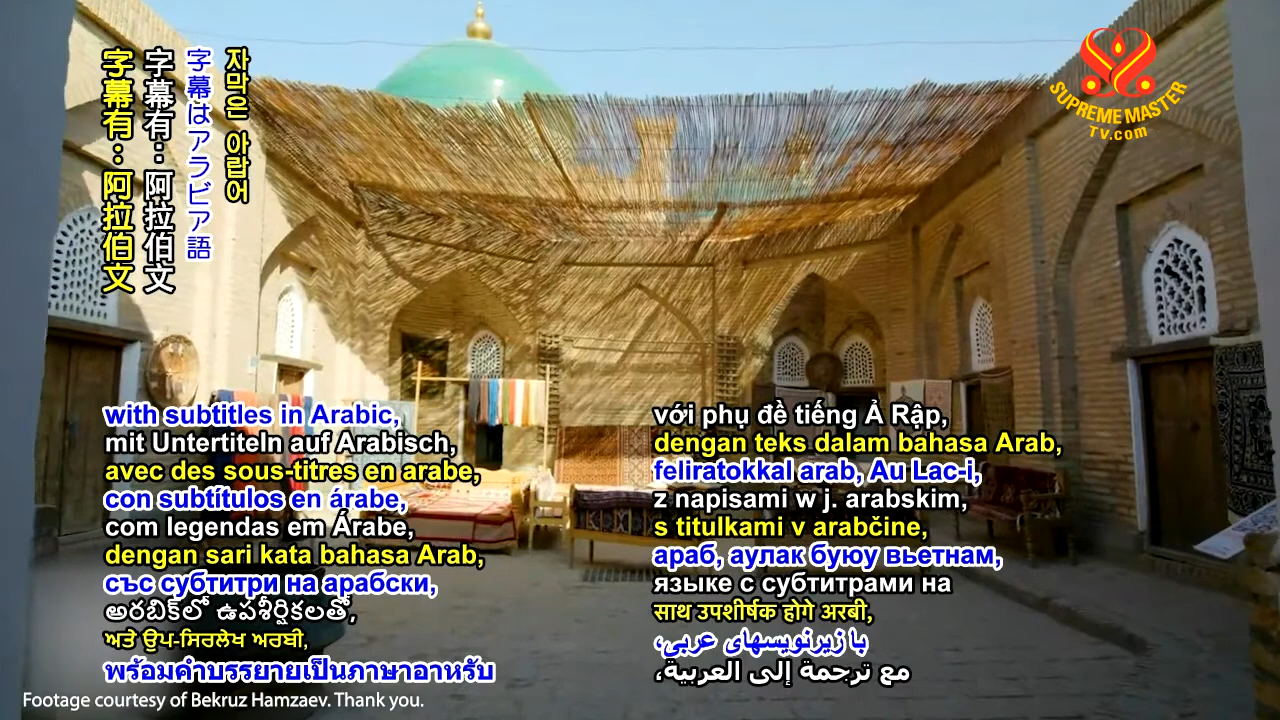 字幕有：阿拉伯文
字幕有：阿拉伯文
字幕はアラビア語
자막은 아랍어
SUPREME MASTER
TV.com
with subtitles in Arabic,
mit Untertiteln auf Arabisch,
avec des sous-titres en arabe,
con subtítulos en árabe,
com legendas em Árabe,
dengan sari kata bahasa Arab,
със субтитри на арабски,
అరబిక్‌లో ఉపశీర్షికలతో,
ਅਤੇ ਉਪ-ਸਿਰਲੇਖ ਅਰਬੀ,
พร้อมคำบรรยายเป็นภาษาอาหรับ
với phụ đề tiếng Ả Rập,
dengan teks dalam bahasa Arab,
feliratokkal arab, Au Lac-i,
z napisami w j. arabskim,
s titulkami v arabčine,
араб, аулак буюу вьетнам,
языке с субтитрами на
साथ उपशीर्षक होगे अरबी,
با زیرنویسهای عربی،
مع ترجمة إلى العربية،
Footage courtesy of Bekruz Hamzaev. Thank you.